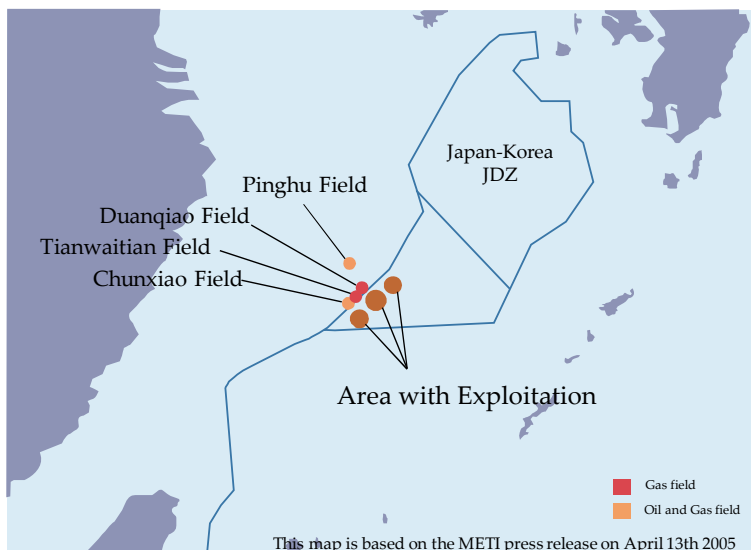 Japan-Korea
JDZ
Pinghu Field
Duanqiao Field
Tianwaitian Field
Chunxiao Field
Area with Exploitation
Gas field
Oil and Gas field
This map is based on the METI press release on April 13th 2005